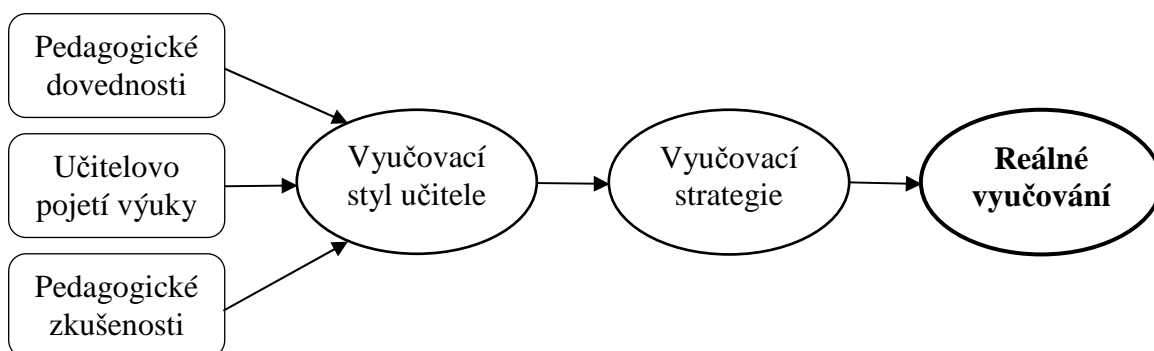 Pedagogické
dovednosti
Učitelovo
pojetí výuky
Pedagogické
zkušenosti
Vyučovací
styl učitele
Vyučovací
strategie
Reálné
vyučování